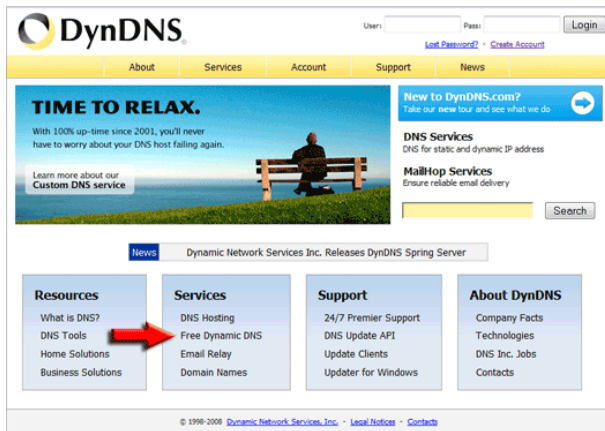 DynDNS
User:
Pass:
Login
Lost Password? - Create Account
About Services Account Support News
TIME TO RELAX.
With 100% up-time since 2001, you'll never
have to worry about your DNS host failing again.
Learn more about our
Custom DNS service
New to DynDNS.com?
Take our new tour and see what we do
DNS Services
DNS for static and dynamic IP address
MailHop Services
Ensure reliable email delivery
Search
News Dynamic Network Services Inc. Releases DynDNS Spring Server
Resources
What is DNS?
DNS Tools
Home Solutions
Business Solutions
Services
DNS Hosting
Free Dynamic DNS
Email Relay
Domain Names
Support
24/7 Premier Support
DNS Update API
Update Clients
Updater for Windows
About DynDNS
Company Facts
Technologies
DNS Inc. Jobs
Contacts
© 1998-2008 Dynamic Network Services, Inc. - Legal Notices - Contacts